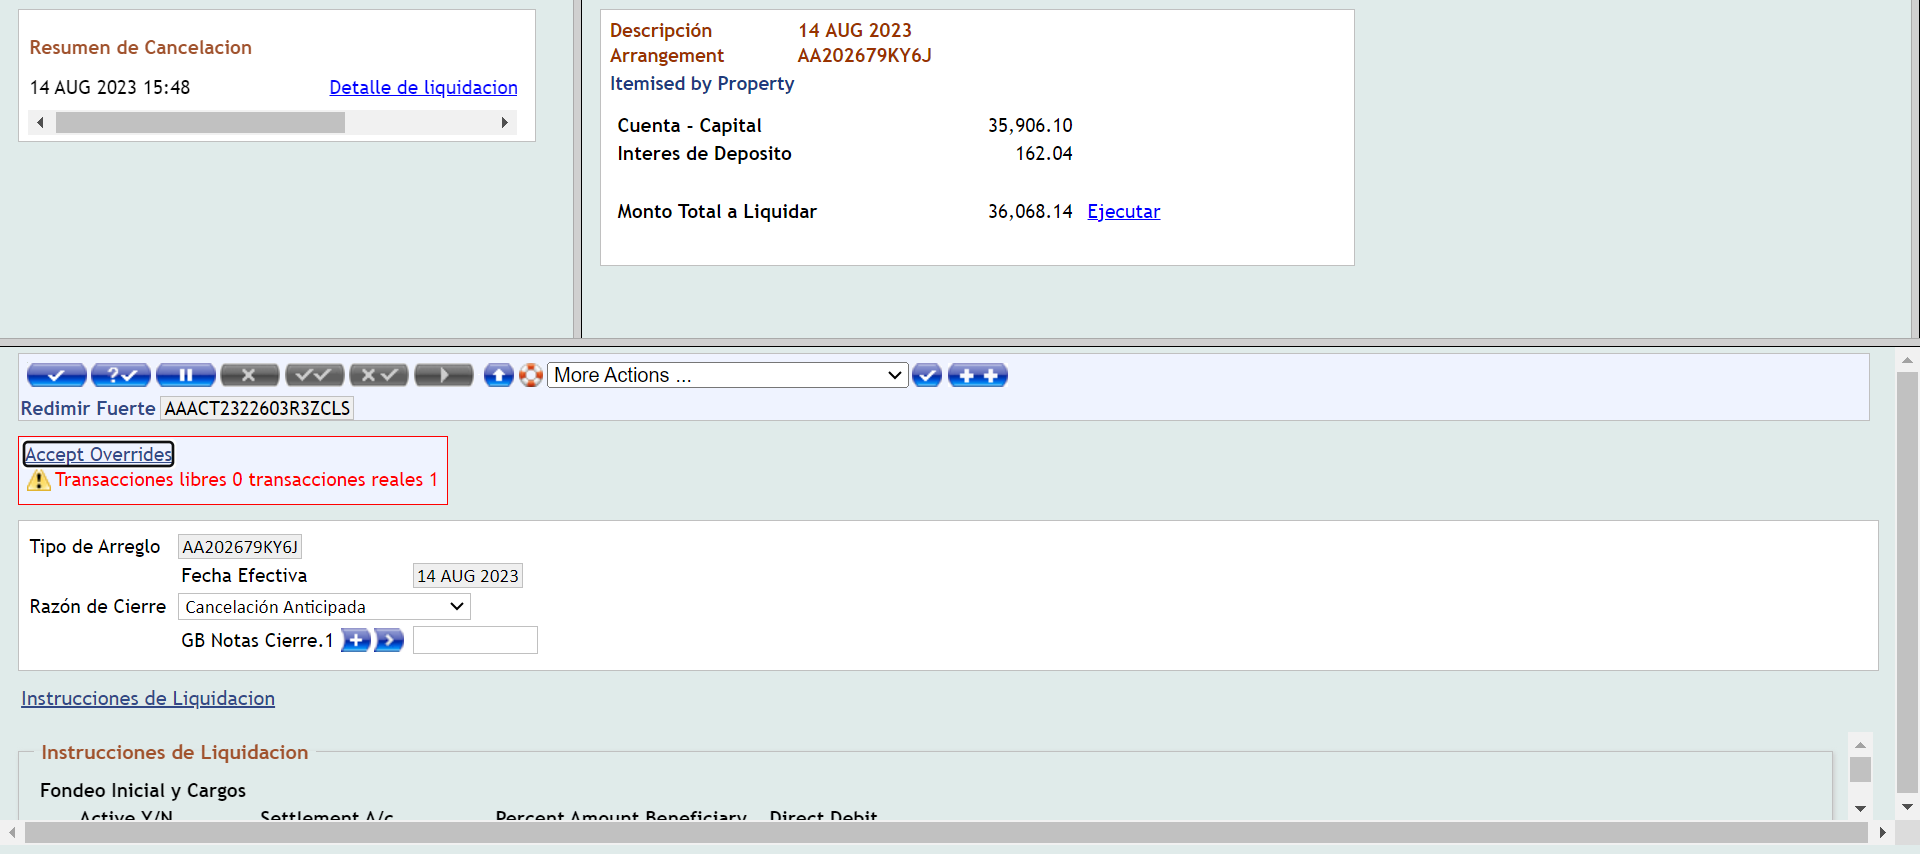 Resumen de Cancelacion
14 AUG 2023 15:48 Detalle de liquidacion
Descripción 14 AUG 2023
Arrangement AA202679KY6J
Itemised by Property
Cuenta - Capital 35,906.10
Interes de Deposito 162.04
Monto Total a Liquidar 36,068.14 Ejecutar
More Actions ...
Redimir Fuerte AAACT2322603R3ZCLS
Accept Overrides
Transacciones libres 0 transacciones reales 1
Tipo de Arreglo AA202679KY6J
Fecha Efectiva 14 AUG 2023
Razón de Cierre Cancelación Anticipada
GB Notas Cierre.1
Instrucciones de Liquidacion
Instrucciones de Liquidacion
Fondeo Inicial y Cargos
Active Y/N Settlement A/c Percent Amount Beneficiary Direct Debit